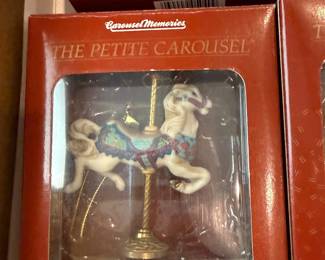 Carousel Memories
THE PETITE CAROUSEL
T